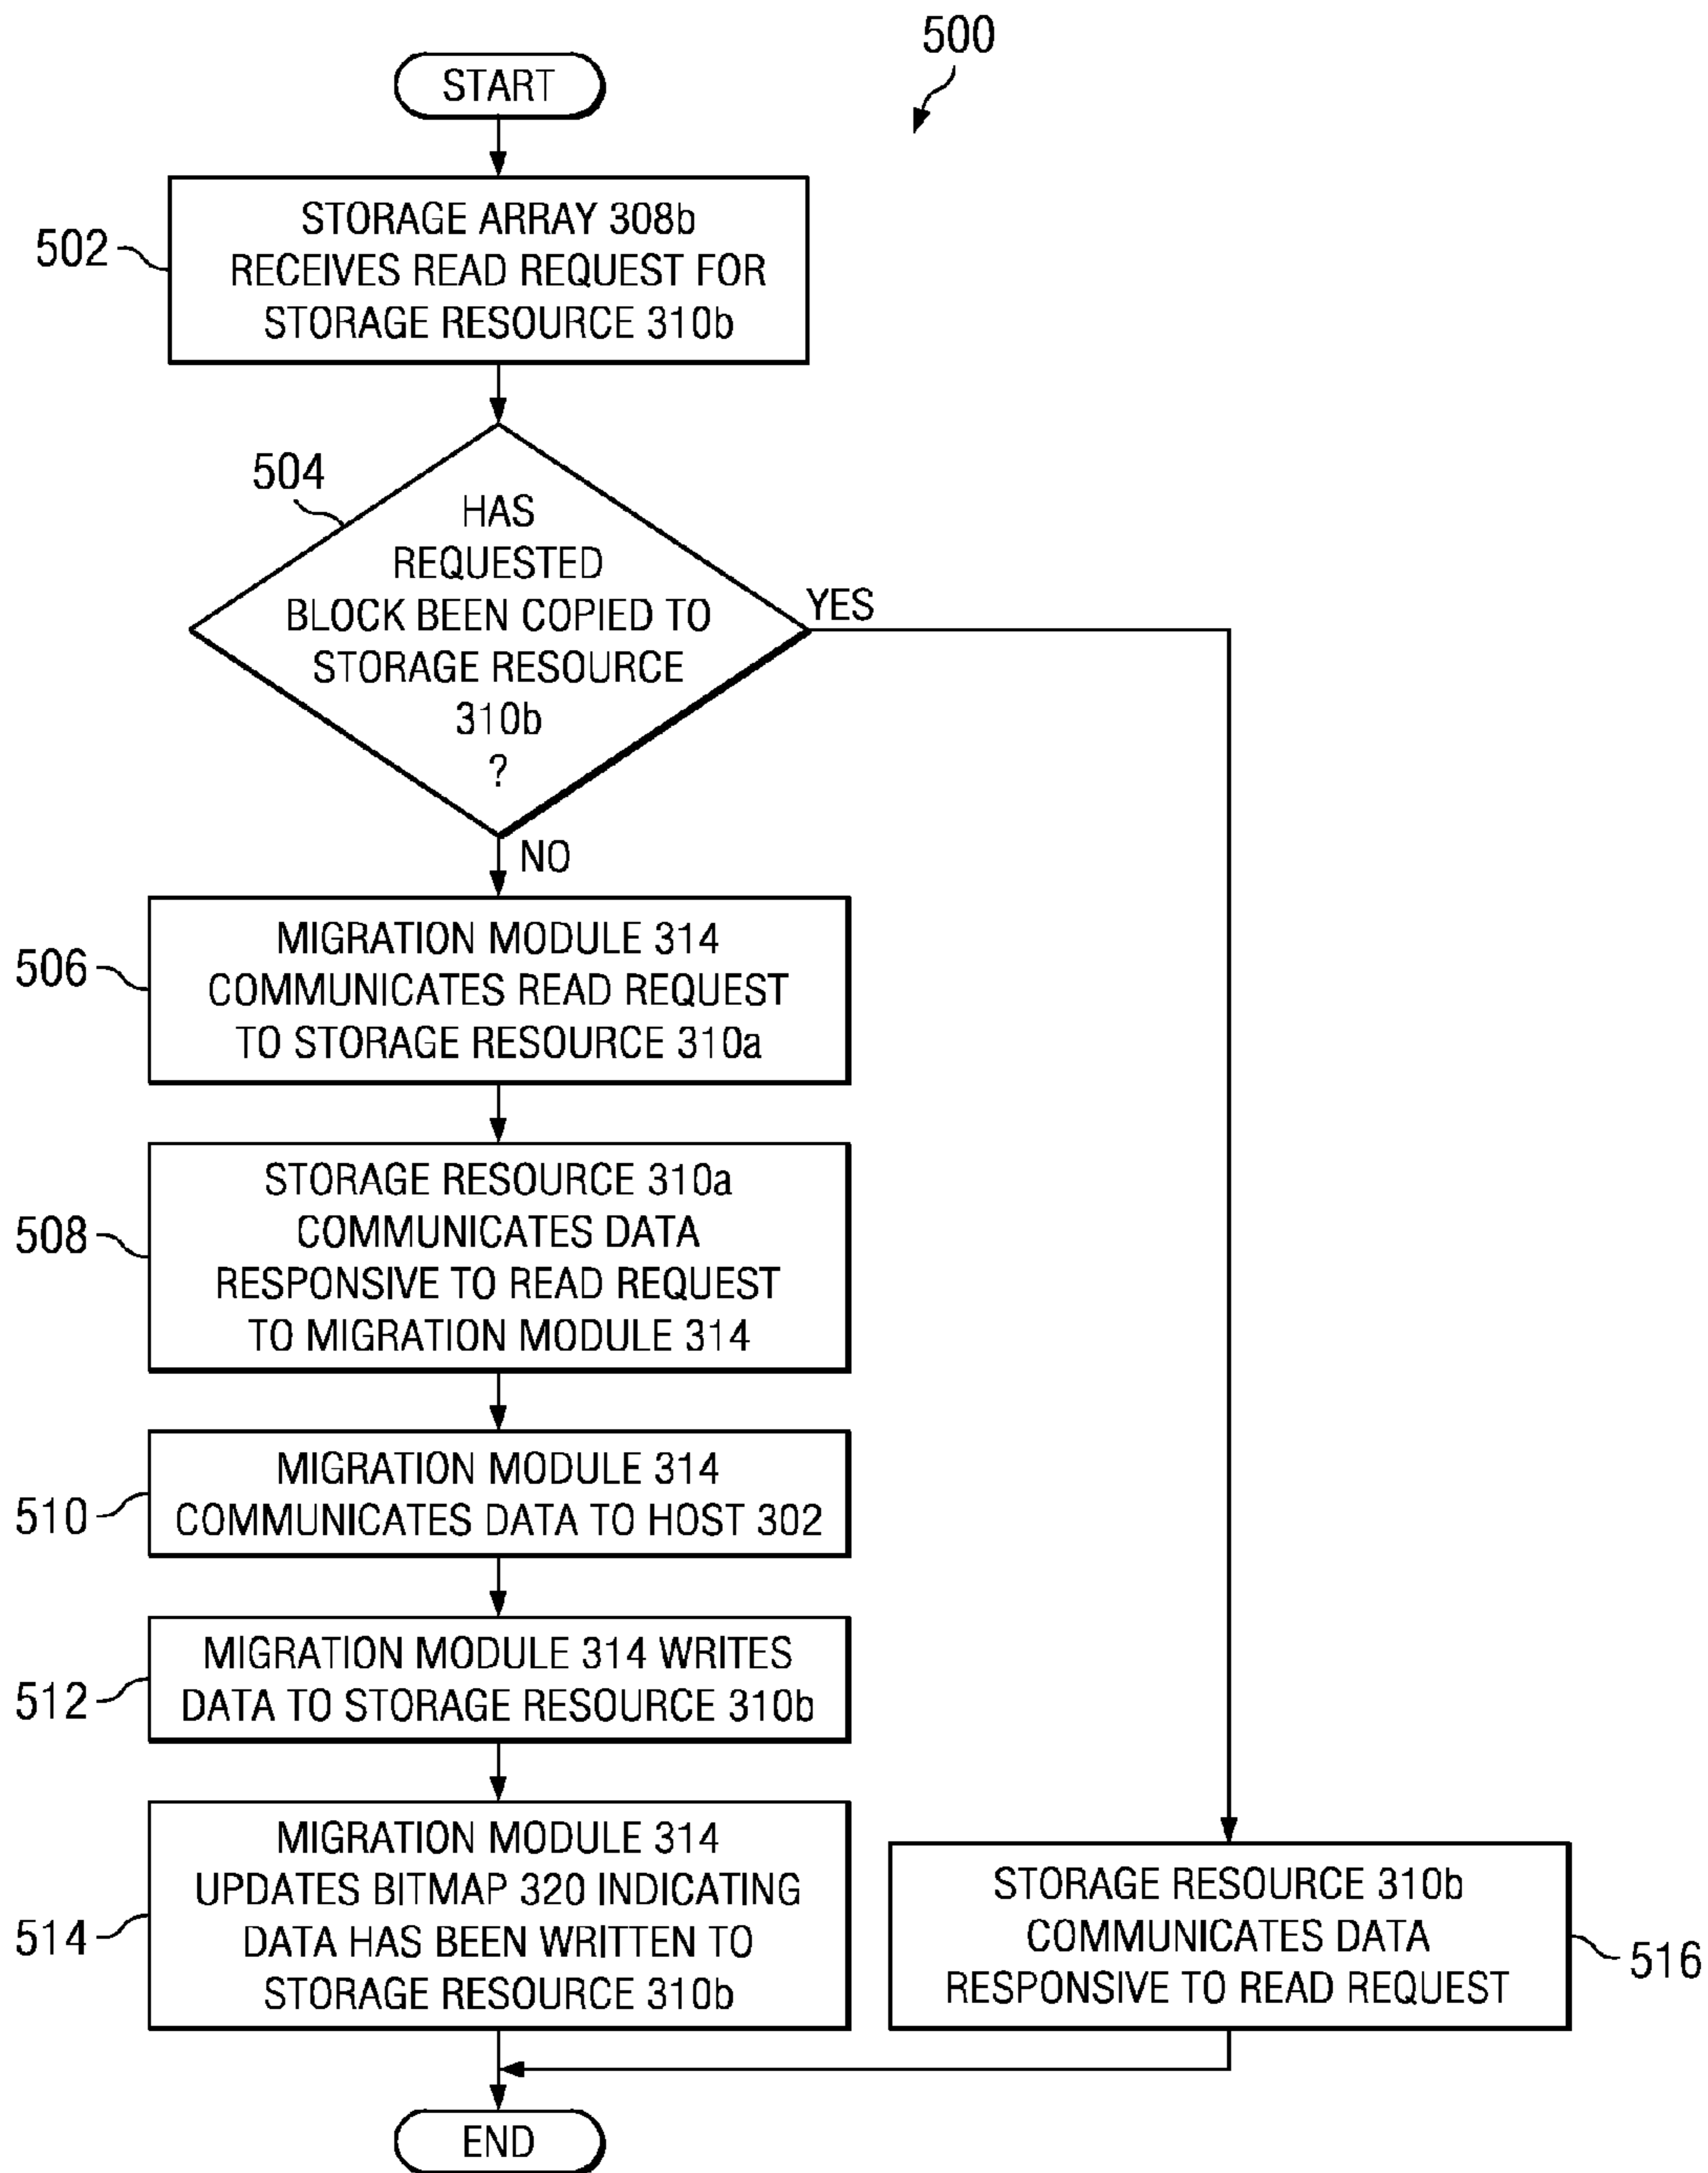 500
START
502
STORAGE ARRAY 308b
RECEIVES READ REQUEST FOR
STORAGE RESOURCE 310b
504
HAS
REQUESTED
BLOCK BEEN COPIED TO
STORAGE RESOURCE
310b
?
YES
NO
506
MIGRATION MODULE 314
COMMUNICATES READ REQUEST
TO STORAGE RESOURCE 310a
508
STORAGE RESOURCE 310a
COMMUNICATES DATA
RESPONSIVE TO READ REQUEST
TO MIGRATION MODULE 314
510
MIGRATION MODULE 314
COMMUNICATES DATA TO HOST 302
512
MIGRATION MODULE 314 WRITES
DATA TO STORAGE RESOURCE 310b
514
MIGRATION MODULE 314
UPDATES BITMAP 320 INDICATING
DATA HAS BEEN WRITTEN TO
STORAGE RESOURCE 310b
STORAGE RESOURCE 310b
COMMUNICATES DATA
RESPONSIVE TO READ REQUEST
516
END